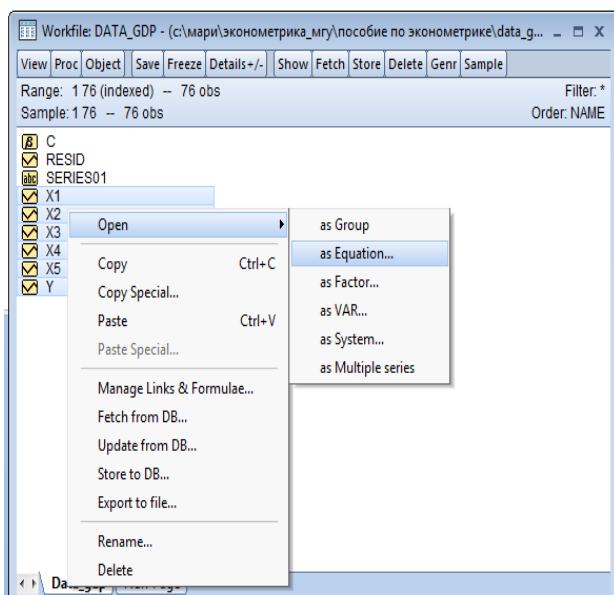 Workfile: DATA_GDP - (c:\мари\эконометрика_мгу\пособие по эконометрике\data_g...
View Proc Object Save Freeze Details+/- Show Fetch Store Delete Genr Sample
Range: 1 76 (indexed) -- 76 obs Filter: *
Sample: 1 76 -- 76 obs Order: NAME
β C
RESID
abc SERIES01
X1
X2
X3
X4
X5
Y
Open
Copy Ctrl+C
Copy Special...
Paste Ctrl+V
Paste Special...
Manage Links & Formulae...
Fetch from DB...
Update from DB...
Store to DB...
Export to file...
Rename...
Delete
as Group
as Equation...
as Factor...
as VAR...
as System...
as Multiple series